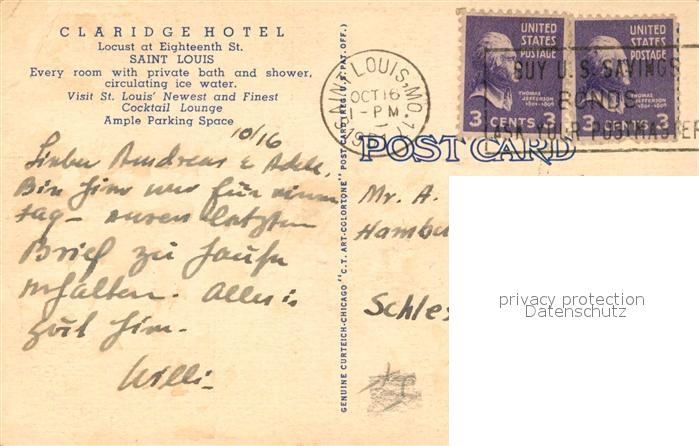 CLARIDGE HOTEL
Locust at Eighteenth St.
SAINT LOUIS
Every room with private bath and shower,
circulating ice water.
Visit St. Louis' Newest and Finest
Cocktail Lounge
Ample Parking Space
10/16
Lieber Andreas & Adele,
Bin hier nur für einen
Tag – euren letzten
Brief zu Hause
erhalten. Alles
gut hier.
Willi
GENUINE CURTEICH-CHICAGO "C.T. ART-COLORTONE" POST CARD (REG. U.S. PAT. OFF.)
SAINT LOUIS, MO.
OCT 16
1-PM
UNITED
STATES
POSTAGE
THOMAS
JEFFERSON
1801-1809
3 CENTS 3
UNITED
STATES
POSTAGE
THOMAS
JEFFERSON
1801-1809
3 CENTS 3
BUY U.S. SAVINGS
BONDS
ASK YOUR POSTMASTER
POST CARD
Mr. A.
Hambu
Schles
privacy protection
Datenschutz